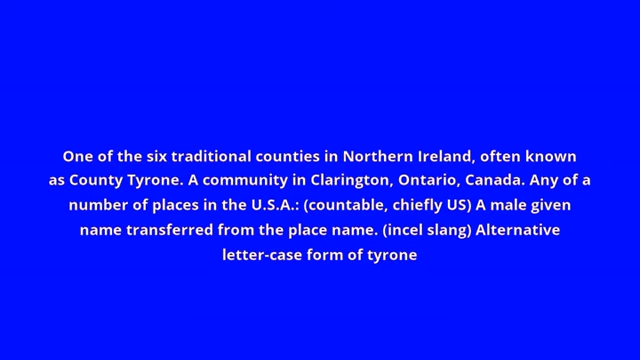 One of the six traditional counties in Northern Ireland, often known
as County Tyrone. A community in Clarington, Ontario, Canada. Any of a
number of places in the U.S.A.: (countable, chiefly US) A male given
name transferred from the place name. (incel slang) Alternative
letter-case form of tyrone